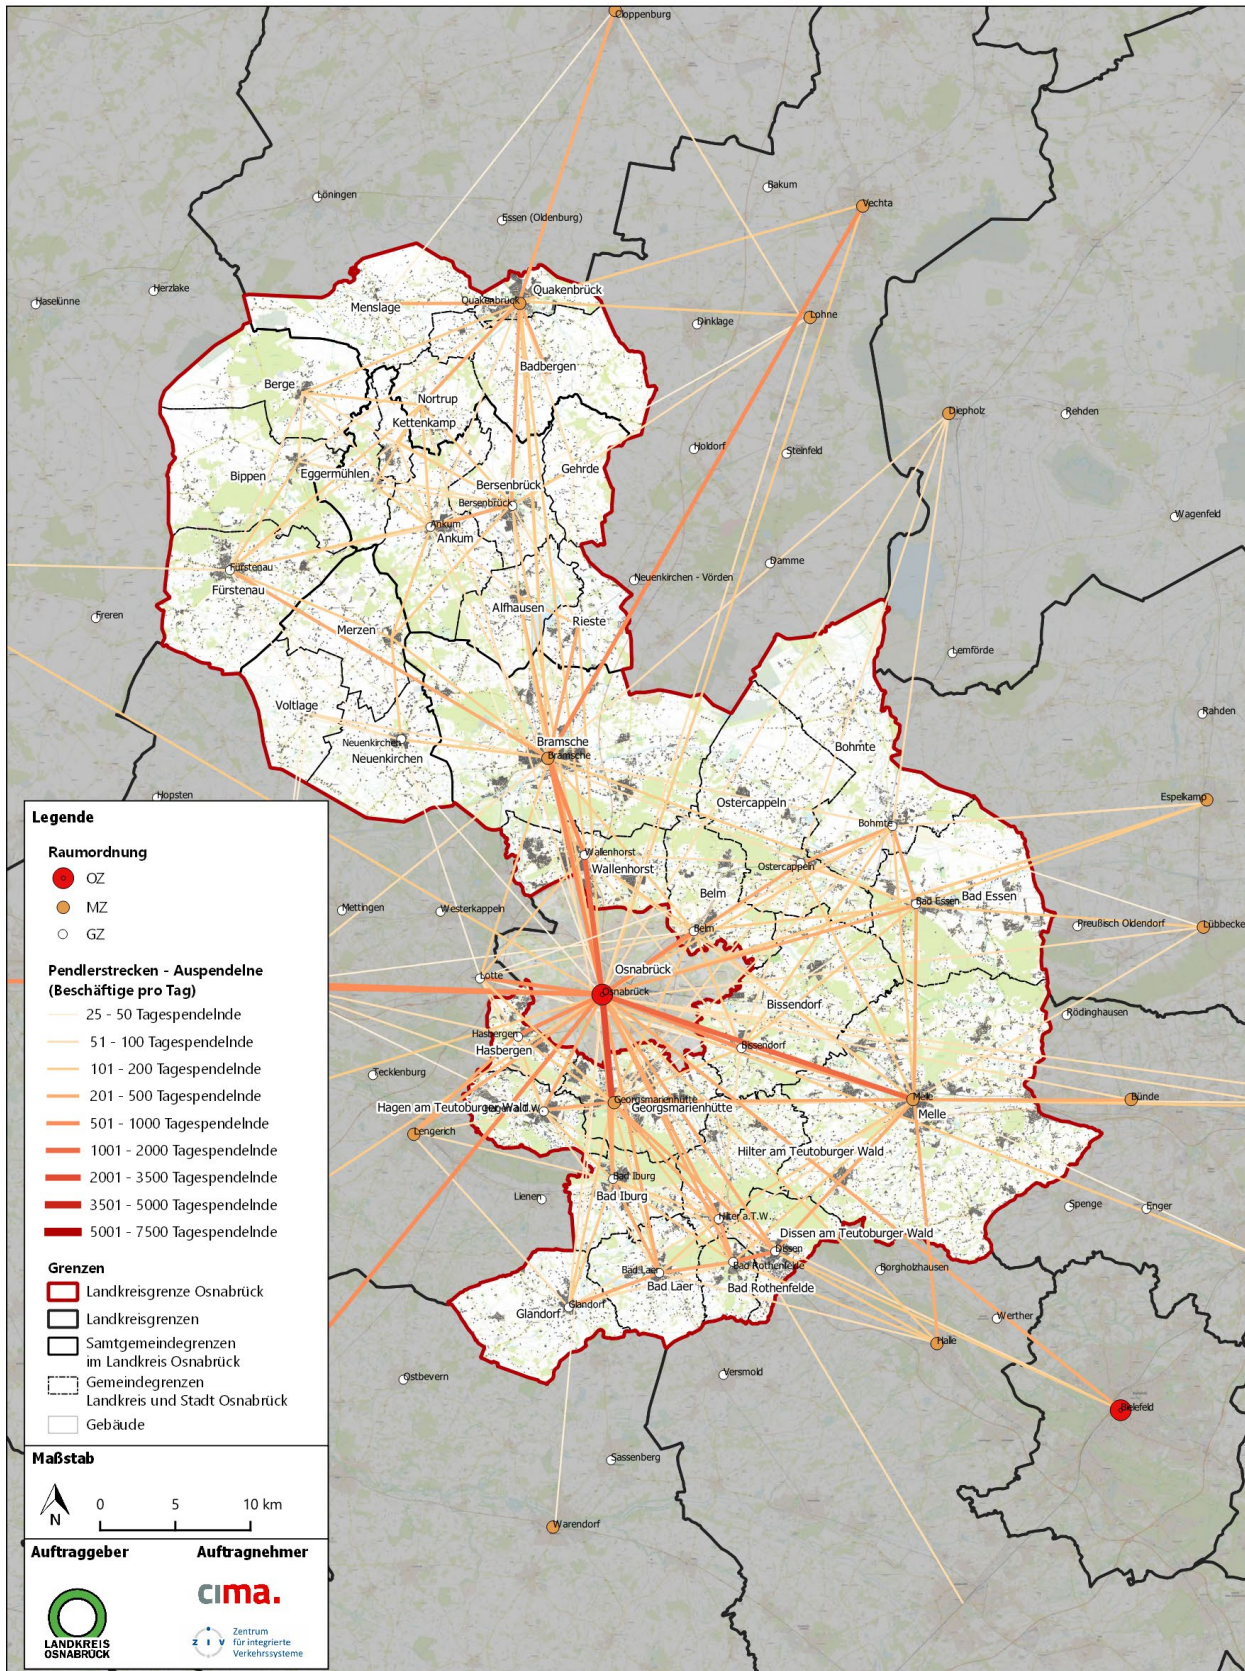 Cloppenburg
Löningen
Bakum
Vechta
Essen (Oldenburg)
Haselünne
Herzlake
Quakenbrück
Quakenbrück
Menslage
Dinklage
Lohne
Badbergen
Berge
Nortrup
Kettenkamp
Diepholz
Rehden
Holdorf
Steinfeld
Gehrde
Bippen
Eggermühlen
Bersenbrück
Bersenbrück
Wagenfeld
Ankum
Ankum
Damme
Fürstenau
Fürstenau
Neuenkirchen - Vörden
Freren
Alfhausen
Rieste
Merzen
Lemförde
Voltlage
Rahden
Neuenkirchen
Neuenkirchen
Bramsche
Bramsche
Bohmte
Hopsten
Ostercappeln
Espelkamp
Bohmte
Wallenhorst
Wallenhorst
Ostercappeln
Belm
Bad Essen
Bad Essen
Mettingen
Westerkappeln
Belm
Preußisch Oldendorf
Lübbecke
Lotte
Osnabrück
Osnabrück
Bissendorf
Rödinghausen
Hasbergen
Hasbergen
Bissendorf
Tecklenburg
Hagen am Teutoburger Wald
Georgsmarienhütte
Georgsmarienhütte
Melle
Melle
Bünde
Lengerich
Hilter am Teutoburger Wald
Bad Iburg
Bad Iburg
Lienen
Spenge
Enger
Hilter a.T.W.
Dissen am Teutoburger Wald
Dissen
Bad Laer
Bad Laer
Bad Rothenfelde
Bad Rothenfelde
Borgholzhausen
Glandorf
Glandorf
Werther
Halle
Ostbevern
Versmold
Bielefeld
Sassenberg
Warendorf
Legende
Raumordnung
OZ
MZ
GZ
Pendlerstrecken - Auspendelne
(Beschäftige pro Tag)
25 - 50 Tagespendelnde
51 - 100 Tagespendelnde
101 - 200 Tagespendelnde
201 - 500 Tagespendelnde
501 - 1000 Tagespendelnde
1001 - 2000 Tagespendelnde
2001 - 3500 Tagespendelnde
3501 - 5000 Tagespendelnde
5001 - 7500 Tagespendelnde
Grenzen
Landkreisgrenze Osnabrück
Landkreisgrenzen
Samtgemeindegrenzen
im Landkreis Osnabrück
Gemeindegrenzen
Landkreis und Stadt Osnabrück
Gebäude
Maßstab
N
0 5 10 km
Auftraggeber Auftragnehmer
cima.
LANDKREIS
OSNABRÜCK
ZIV
Zentrum
für integrierte
Verkehrssysteme